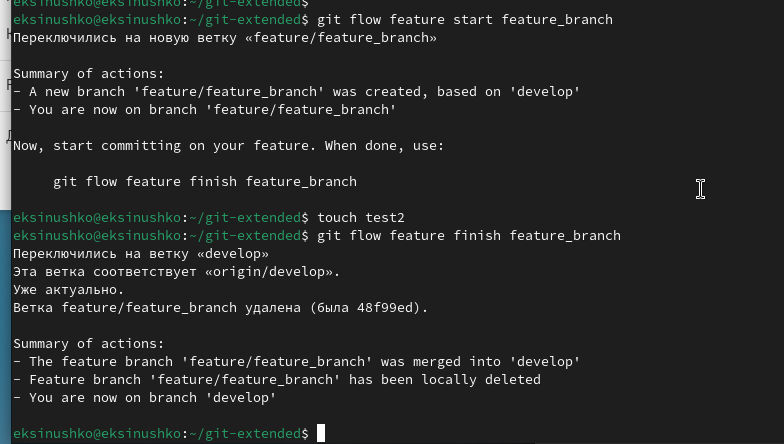 eksinushko@eksinushko:~/git-extended$
eksinushko@eksinushko:~/git-extended$ git flow feature start feature_branch
Переключились на новую ветку «feature/feature_branch»
Summary of actions:
- A new branch 'feature/feature_branch' was created, based on 'develop'
- You are now on branch 'feature/feature_branch'
Now, start committing on your feature. When done, use:
git flow feature finish feature_branch
eksinushko@eksinushko:~/git-extended$ touch test2
eksinushko@eksinushko:~/git-extended$ git flow feature finish feature_branch
Переключились на ветку «develop»
Эта ветка соответствует «origin/develop».
Уже актуально.
Ветка feature/feature_branch удалена (была 48f99ed).
Summary of actions:
- The feature branch 'feature/feature_branch' was merged into 'develop'
- Feature branch 'feature/feature_branch' has been locally deleted
- You are now on branch 'develop'
eksinushko@eksinushko:~/git-extended$